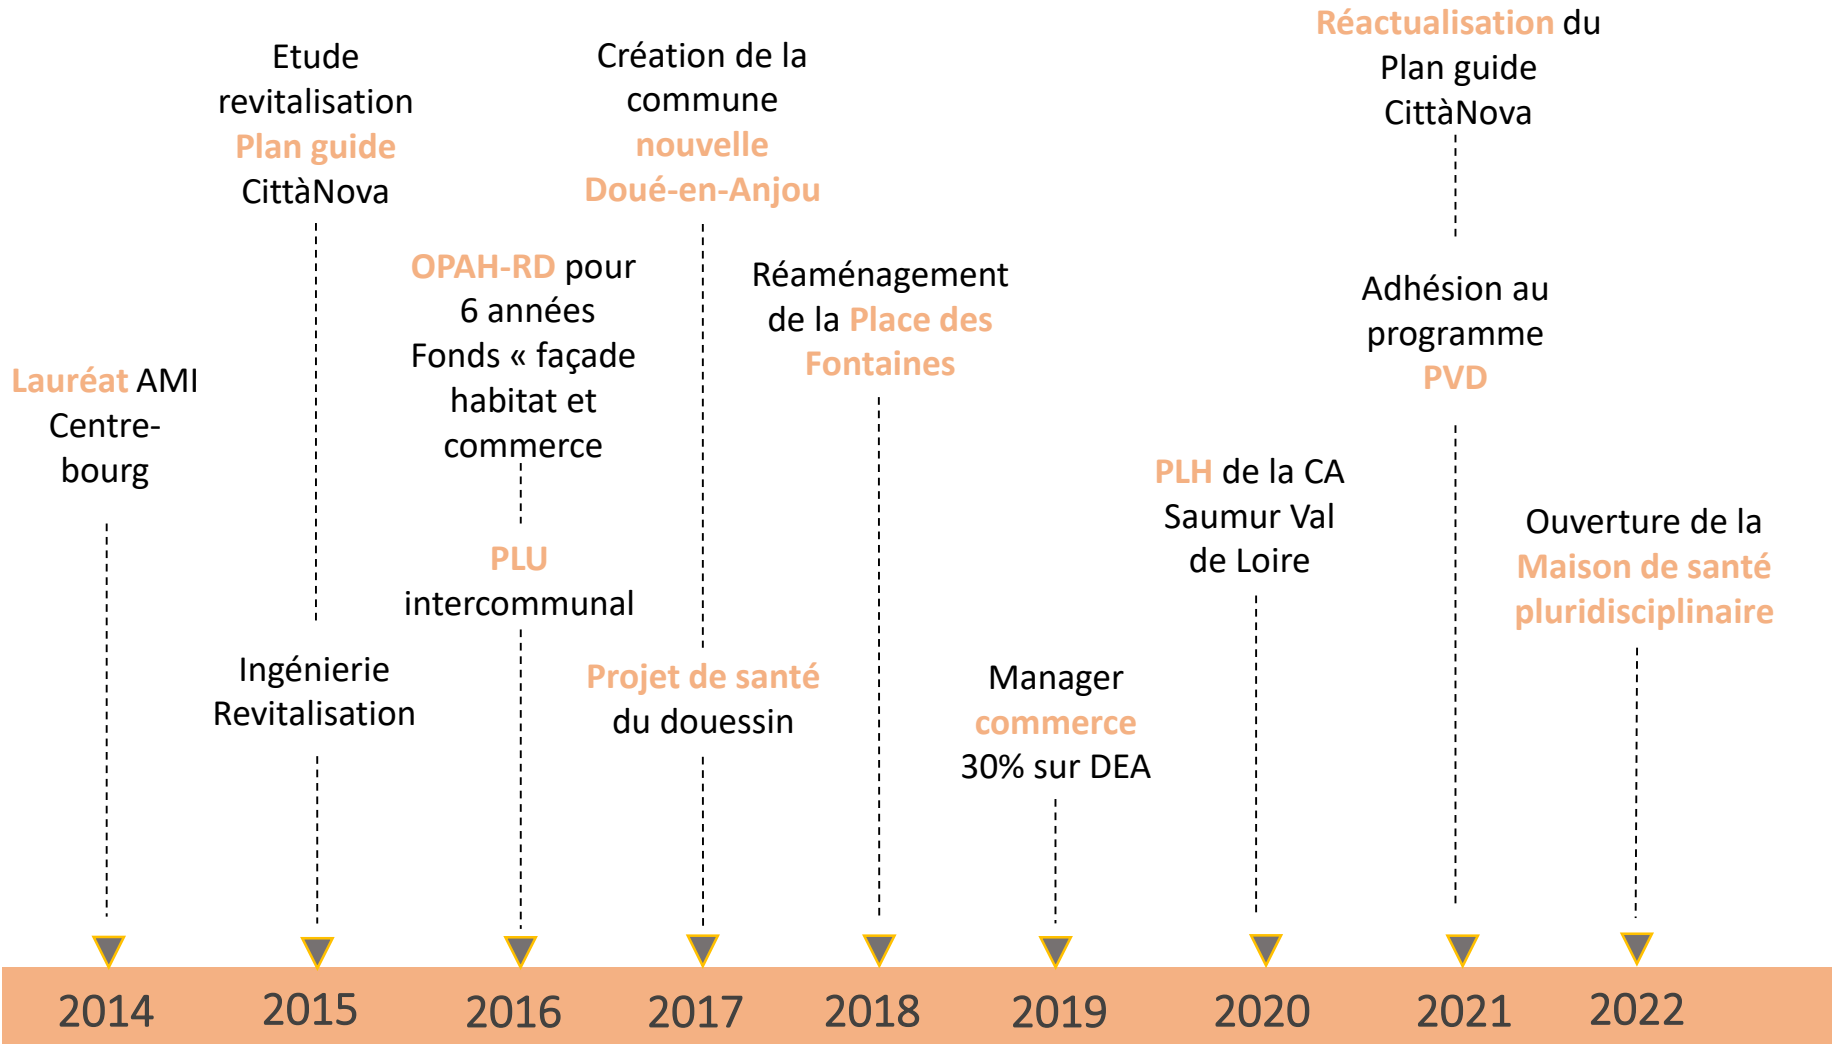 Lauréat AMI
Centre-
bourg
Etude
revitalisation
Plan guide
CittàNova
Ingénierie
Revitalisation
OPAH-RD pour
6 années
Fonds « façade
habitat et
commerce
PLU
intercommunal
Création de la
commune
nouvelle
Doué-en-Anjou
Projet de santé
du douessin
Réaménagement
de la Place des
Fontaines
Manager
commerce
30% sur DEA
PLH de la CA
Saumur Val
de Loire
Réactualisation du
Plan guide
CittàNova
Adhésion au
programme
PVD
Ouverture de la
Maison de santé
pluridisciplinaire
2014 2015 2016 2017 2018 2019 2020 2021 2022